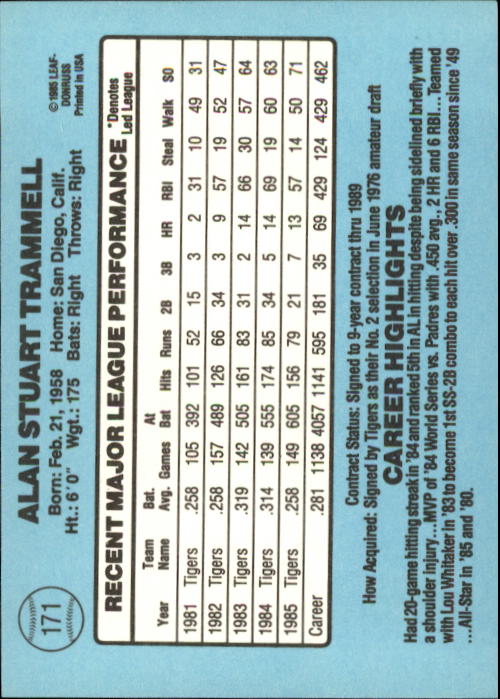 171
ALAN STUART TRAMMELL
© 1985 LEAF-
DONRUSS
Printed in USA
Born: Feb. 21, 1958 Home: San Diego, Calif.
Ht.: 6' 0" Wgt.: 175 Bats: Right Throws: Right
RECENT MAJOR LEAGUE PERFORMANCE *Denotes Led League
Year Team Name Bat. Avg. Games At Bat Hits Runs 2B 3B HR RBI Steal Walk SO
1981 Tigers .258 105 392 101 52 15 3 2 31 10 49 31
1982 Tigers .258 157 489 126 66 34 3 9 57 19 52 47
1983 Tigers .319 142 505 161 83 31 2 14 66 30 57 64
1984 Tigers .314 139 555 174 85 34 5 14 69 19 60 63
1985 Tigers .258 149 605 156 79 21 7 13 57 14 50 71
Career .281 1138 4057 1141 595 181 35 69 429 124 429 462
Contract Status: Signed to 9-year contract thru 1989
How Acquired: Signed by Tigers as their No. 2 selection in June 1976 amateur draft
CAREER HIGHLIGHTS
Had 20-game hitting streak in '84 and ranked 5th in AL in hitting despite being sidelined briefly with
a shoulder injury....MVP of '84 World Series vs. Padres with .450 avg., 2 HR and 6 RBI....Teamed
with Lou Whitaker in '83 to become 1st SS-2B combo to each hit over .300 in same season since '49
....All-Star in '85 and '80.